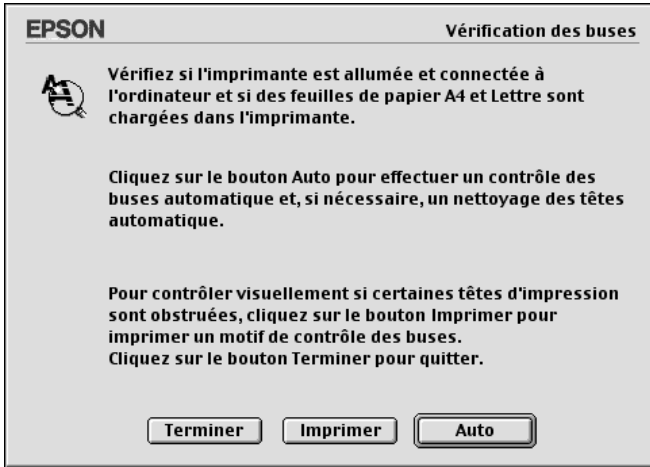 EPSON
Vérification des buses
Vérifiez si l'imprimante est allumée et connectée à
l'ordinateur et si des feuilles de papier A4 et Lettre sont
chargées dans l'imprimante.
Cliquez sur le bouton Auto pour effectuer un contrôle des
buses automatique et, si nécessaire, un nettoyage des têtes
automatique.
Pour contrôler visuellement si certaines têtes d'impression
sont obstruées, cliquez sur le bouton Imprimer pour
imprimer un motif de contrôle des buses.
Cliquez sur le bouton Terminer pour quitter.
Terminer
Imprimer
Auto